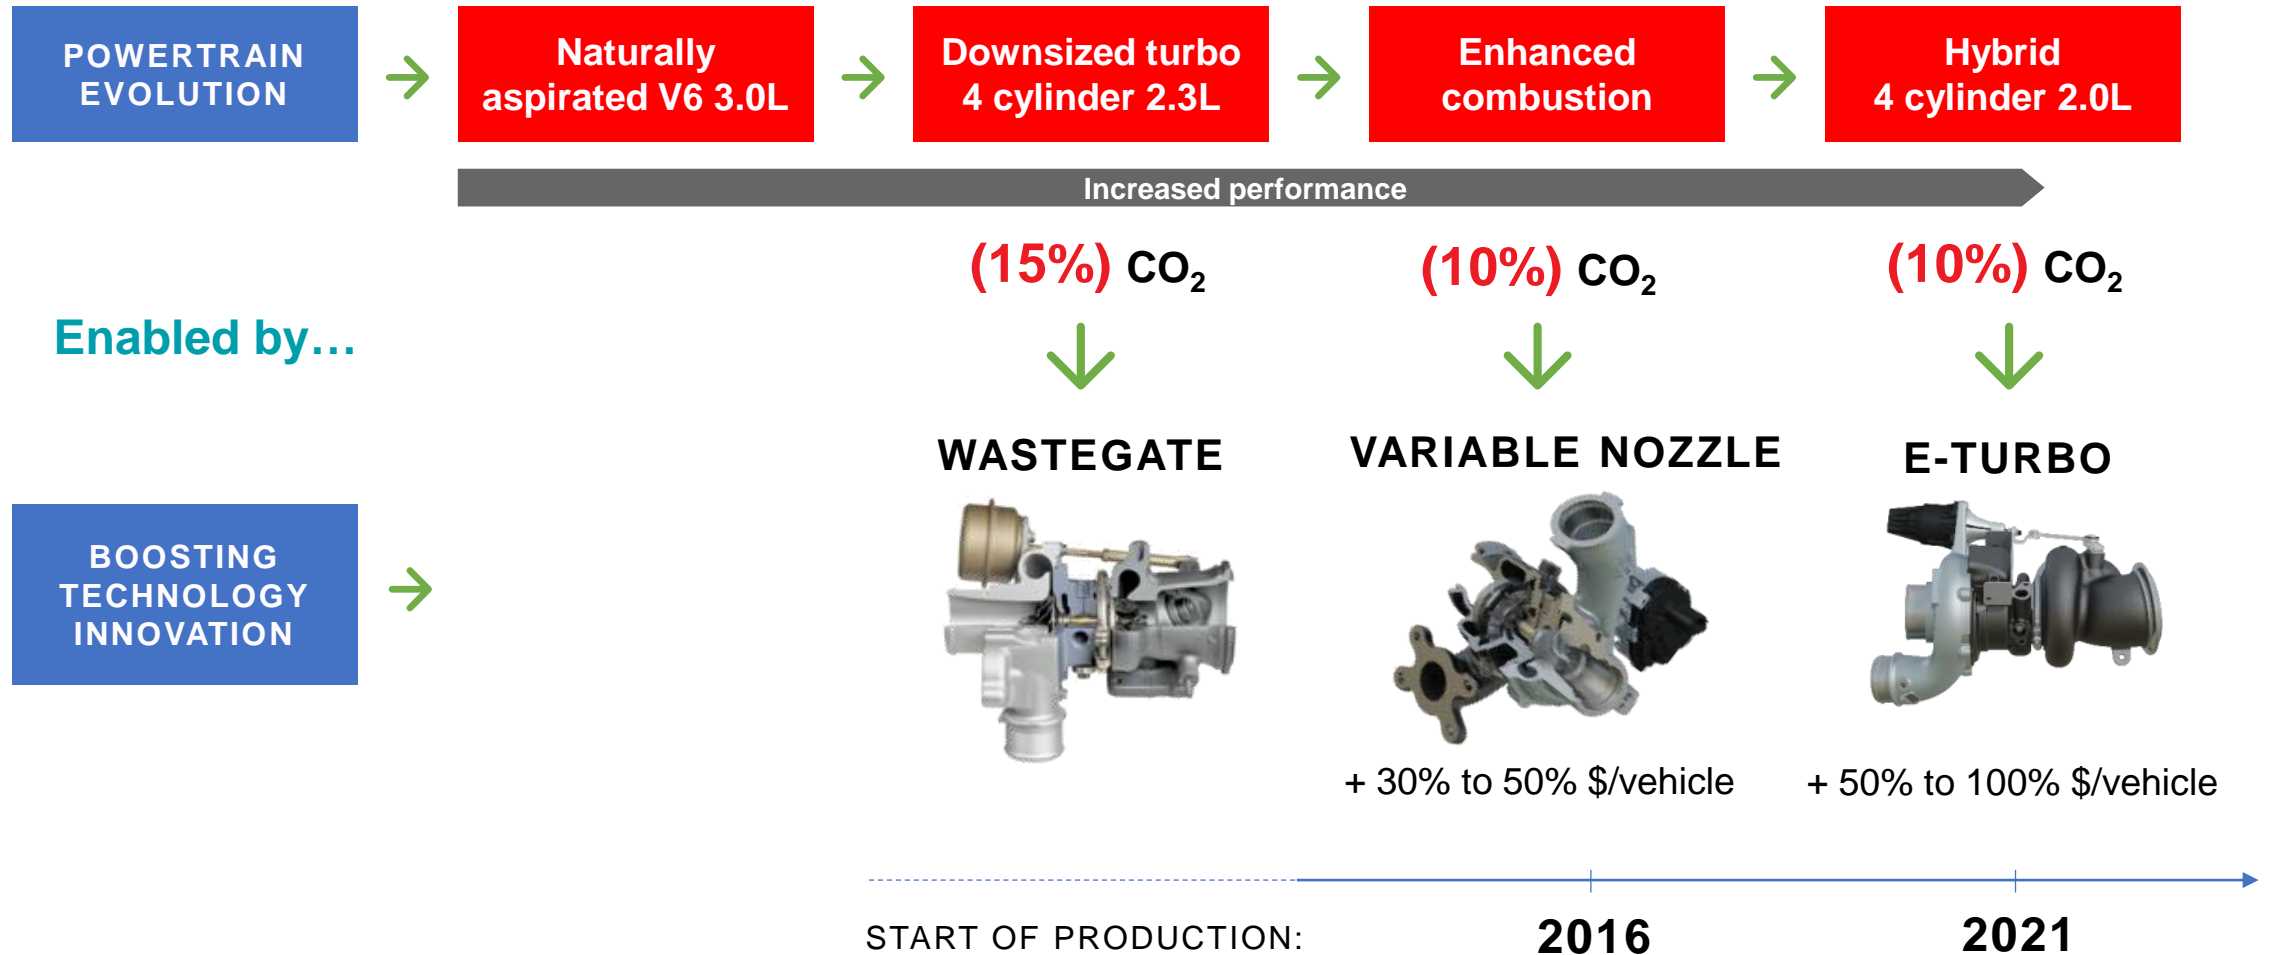 POWERTRAIN
EVOLUTION
Naturally
aspirated V6 3.0L
Downsized turbo
4 cylinder 2.3L
Enhanced
combustion
Hybrid
4 cylinder 2.0L
Increased performance
(15%) CO₂
(10%) CO₂
(10%) CO₂
Enabled by…
WASTEGATE
VARIABLE NOZZLE
E-TURBO
BOOSTING
TECHNOLOGY
INNOVATION
+ 30% to 50% $/vehicle
+ 50% to 100% $/vehicle
START OF PRODUCTION:
2016
2021